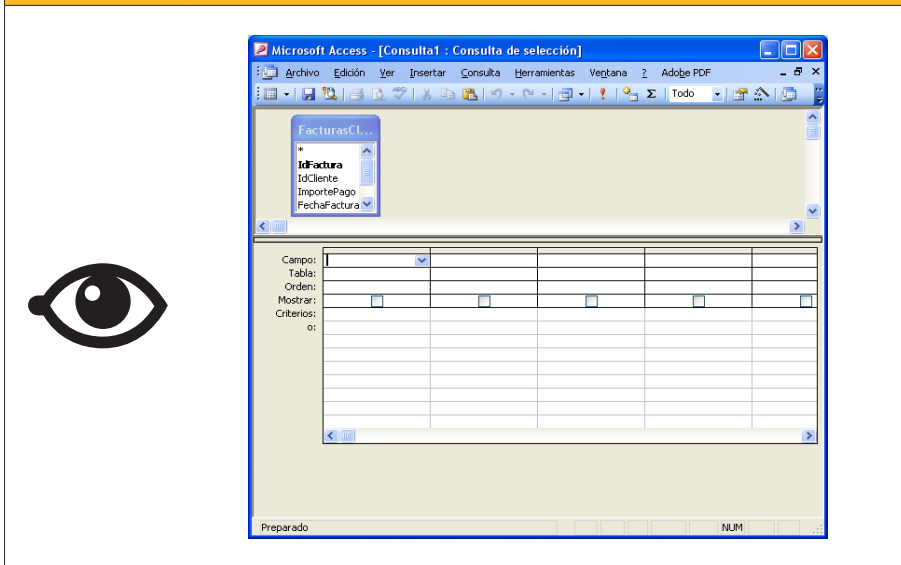 Microsoft Access - [Consulta1 : Consulta de selección]
Archivo Edición Ver Insertar Consulta Herramientas Ventana ? Adobe PDF
Todo
FacturasCl...
*
IdFactura
IdCliente
ImportePago
FechaFactura
Campo:
Tabla:
Orden:
Mostrar:
Criterios:
o:
Preparado NUM